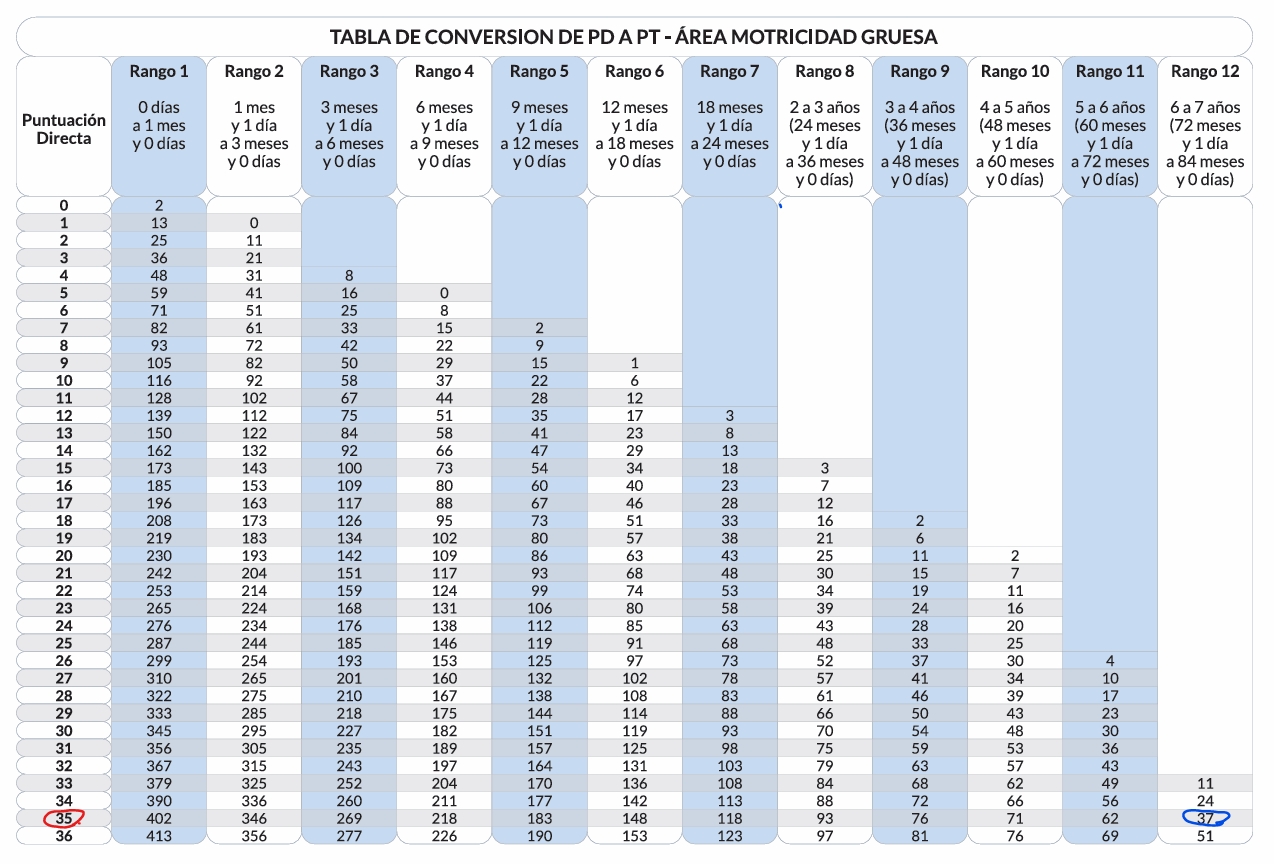 TABLA DE CONVERSION DE PD A PT - ÁREA MOTRICIDAD GRUESA
Puntuación Directa Rango 1 Rango 2 Rango 3 Rango 4 Rango 5 Rango 6 Rango 7 Rango 8 Rango 9 Rango 10 Rango 11 Rango 12
0 días 1 mes 3 meses 6 meses 9 meses 12 meses 18 meses 2 a 3 años 3 a 4 años 4 a 5 años 5 a 6 años 6 a 7 años
a 1 mes y 1 día y 1 día y 1 día y 1 día y 1 día y 1 día (24 meses (36 meses (48 meses (60 meses (72 meses
y 0 días a 3 meses a 6 meses a 9 meses a 12 meses a 18 meses a 24 meses y 1 día y 1 día y 1 día y 1 día y 1 día
y 0 días y 0 días y 0 días y 0 días y 0 días y 0 días a 36 meses a 48 meses a 60 meses a 72 meses a 84 meses
y 0 días) y 0 días) y 0 días) y 0 días) y 0 días)
0 2
1 13 0
2 25 11
3 36 21
4 48 31 8
5 59 41 16 0
6 71 51 25 8
7 82 61 33 15 2
8 93 72 42 22 9
9 105 82 50 29 15 1
10 116 92 58 37 22 6
11 128 102 67 44 28 12
12 139 112 75 51 35 17 3
13 150 122 84 58 41 23 8
14 162 132 92 66 47 29 13
15 173 143 100 73 54 34 18 3
16 185 153 109 80 60 40 23 7
17 196 163 117 88 67 46 28 12
18 208 173 126 95 73 51 33 16 2
19 219 183 134 102 80 57 38 21 6
20 230 193 142 109 86 63 43 25 11 2
21 242 204 151 117 93 68 48 30 15 7
22 253 214 159 124 99 74 53 34 19 11
23 265 224 168 131 106 80 58 39 24 16
24 276 234 176 138 112 85 63 43 28 20
25 287 244 185 146 119 91 68 48 33 25
26 299 254 193 153 125 97 73 52 37 30 4
27 310 265 201 160 132 102 78 57 41 34 10
28 322 275 210 167 138 108 83 61 46 39 17
29 333 285 218 175 144 114 88 66 50 43 23
30 345 295 227 182 151 119 93 70 54 48 30
31 356 305 235 189 157 125 98 75 59 53 36
32 367 315 243 197 164 131 103 79 63 57 43
33 379 325 252 204 170 136 108 84 68 62 49 11
34 390 336 260 211 177 142 113 88 72 66 56 24
35 402 346 269 218 183 148 118 93 76 71 62 37
36 413 356 277 226 190 153 123 97 81 76 69 51